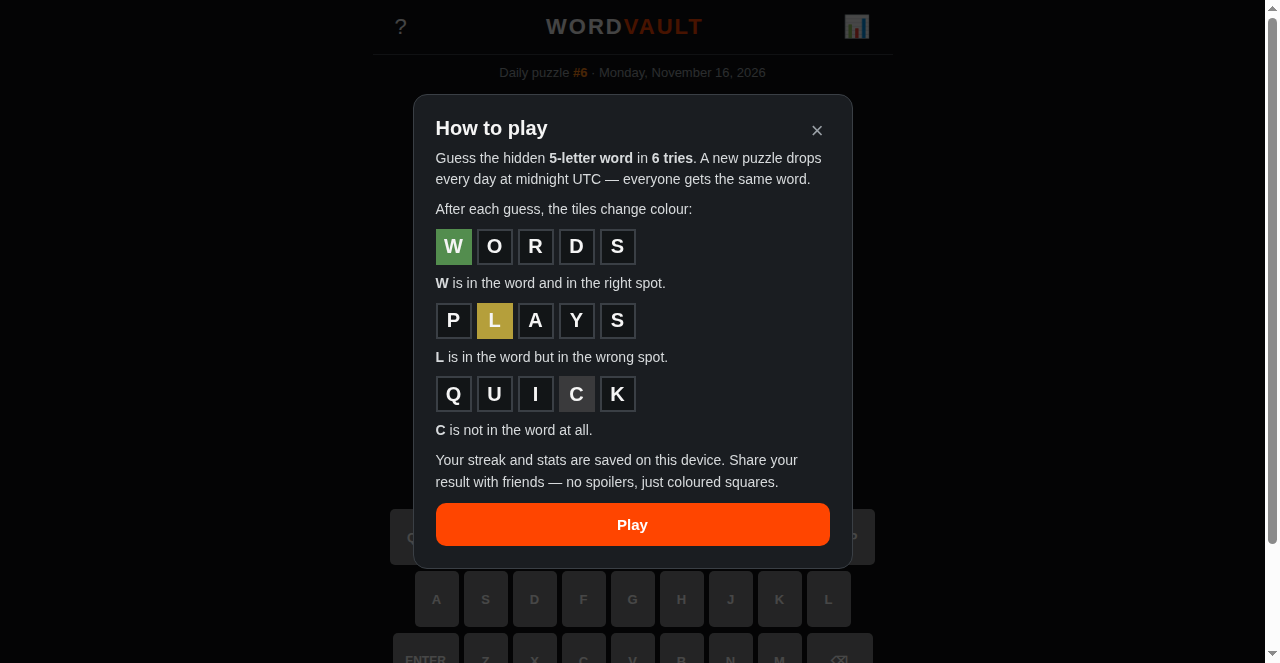 ?
WORDVAULT
Daily puzzle #6 · Monday, November 16, 2026
How to play
×
Guess the hidden 5-letter word in 6 tries. A new puzzle drops
every day at midnight UTC — everyone gets the same word.
After each guess, the tiles change colour:
W O R D S
W is in the word and in the right spot.
P L A Y S
L is in the word but in the wrong spot.
Q U I C K
C is not in the word at all.
Your streak and stats are saved on this device. Share your
result with friends — no spoilers, just coloured squares.
Play
Q P
A S D F G H J K L
ENTER Z X C V B N M ⌫